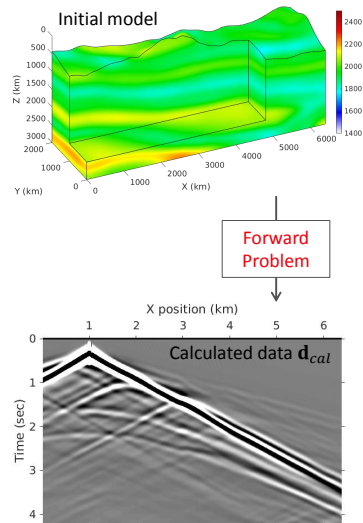 Initial model
0
500
1000
1500
2000
2500
3000
Z (km)
2000
1000
0
Y (km)
0
1000
2000
3000
4000
5000
6000
X (km)
2400
2200
2000
1800
1600
1400
Forward
Problem
X position (km)
1 2 3 4 5 6
0
1
2
3
4
Time (sec)
Calculated data d_cal